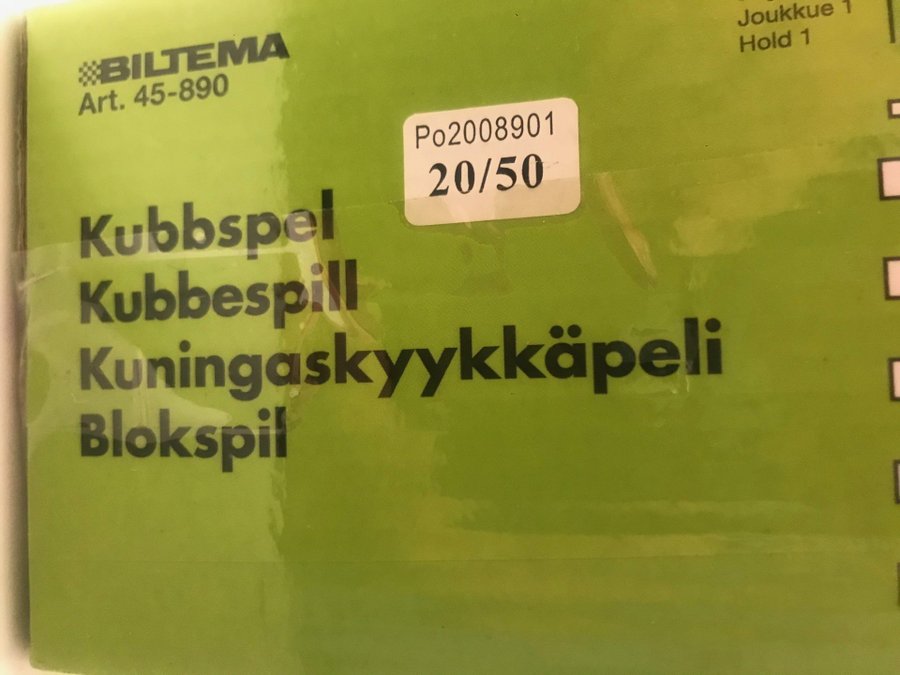 BILTEMA
Art. 45-890
Joukkue 1
Hold 1
Po2008901
20/50
Kubbspel
Kubbespill
Kuningaskyykkäpeli
Blokspil